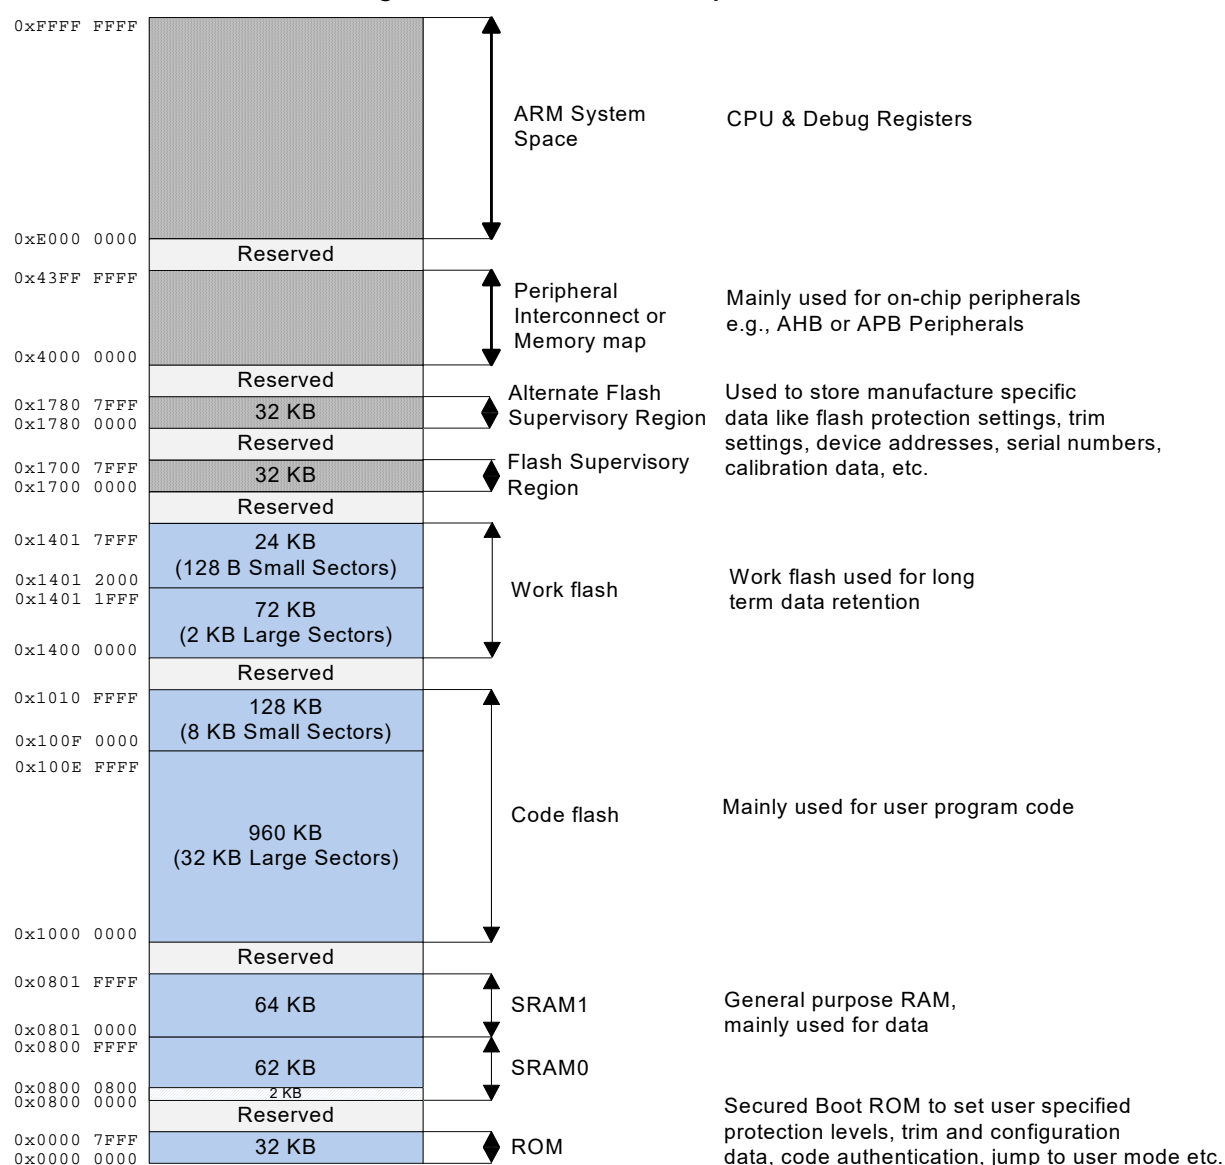 0xFFFF FFFF
ARM System
Space
CPU & Debug Registers
0xE000 0000
Reserved
0x43FF FFFF
Peripheral
Interconnect or
Memory map
Mainly used for on-chip peripherals
e.g., AHB or APB Peripherals
0x4000 0000
Reserved
0x1780 7FFF
0x1780 0000
32 KB
Alternate Flash
Supervisory Region
Used to store manufacture specific
data like flash protection settings, trim
settings, device addresses, serial numbers,
calibration data, etc.
Reserved
0x1700 7FFF
0x1700 0000
32 KB
Flash Supervisory
Region
Reserved
0x1401 7FFF
24 KB
(128 B Small Sectors)
0x1401 2000
0x1401 1FFF
72 KB
(2 KB Large Sectors)
0x1400 0000
Work flash
Work flash used for long
term data retention
Reserved
0x1010 FFFF
128 KB
(8 KB Small Sectors)
0x100F 0000
0x100E FFFF
960 KB
(32 KB Large Sectors)
0x1000 0000
Code flash
Mainly used for user program code
Reserved
0x0801 FFFF
64 KB
SRAM1
General purpose RAM,
mainly used for data
0x0801 0000
0x0800 FFFF
62 KB
SRAM0
0x0800 0800
2 KB
0x0800 0000
Reserved
0x0000 7FFF
32 KB
0x0000 0000
ROM
Secured Boot ROM to set user specified
protection levels, trim and configuration
data, code authentication, jump to user mode etc.